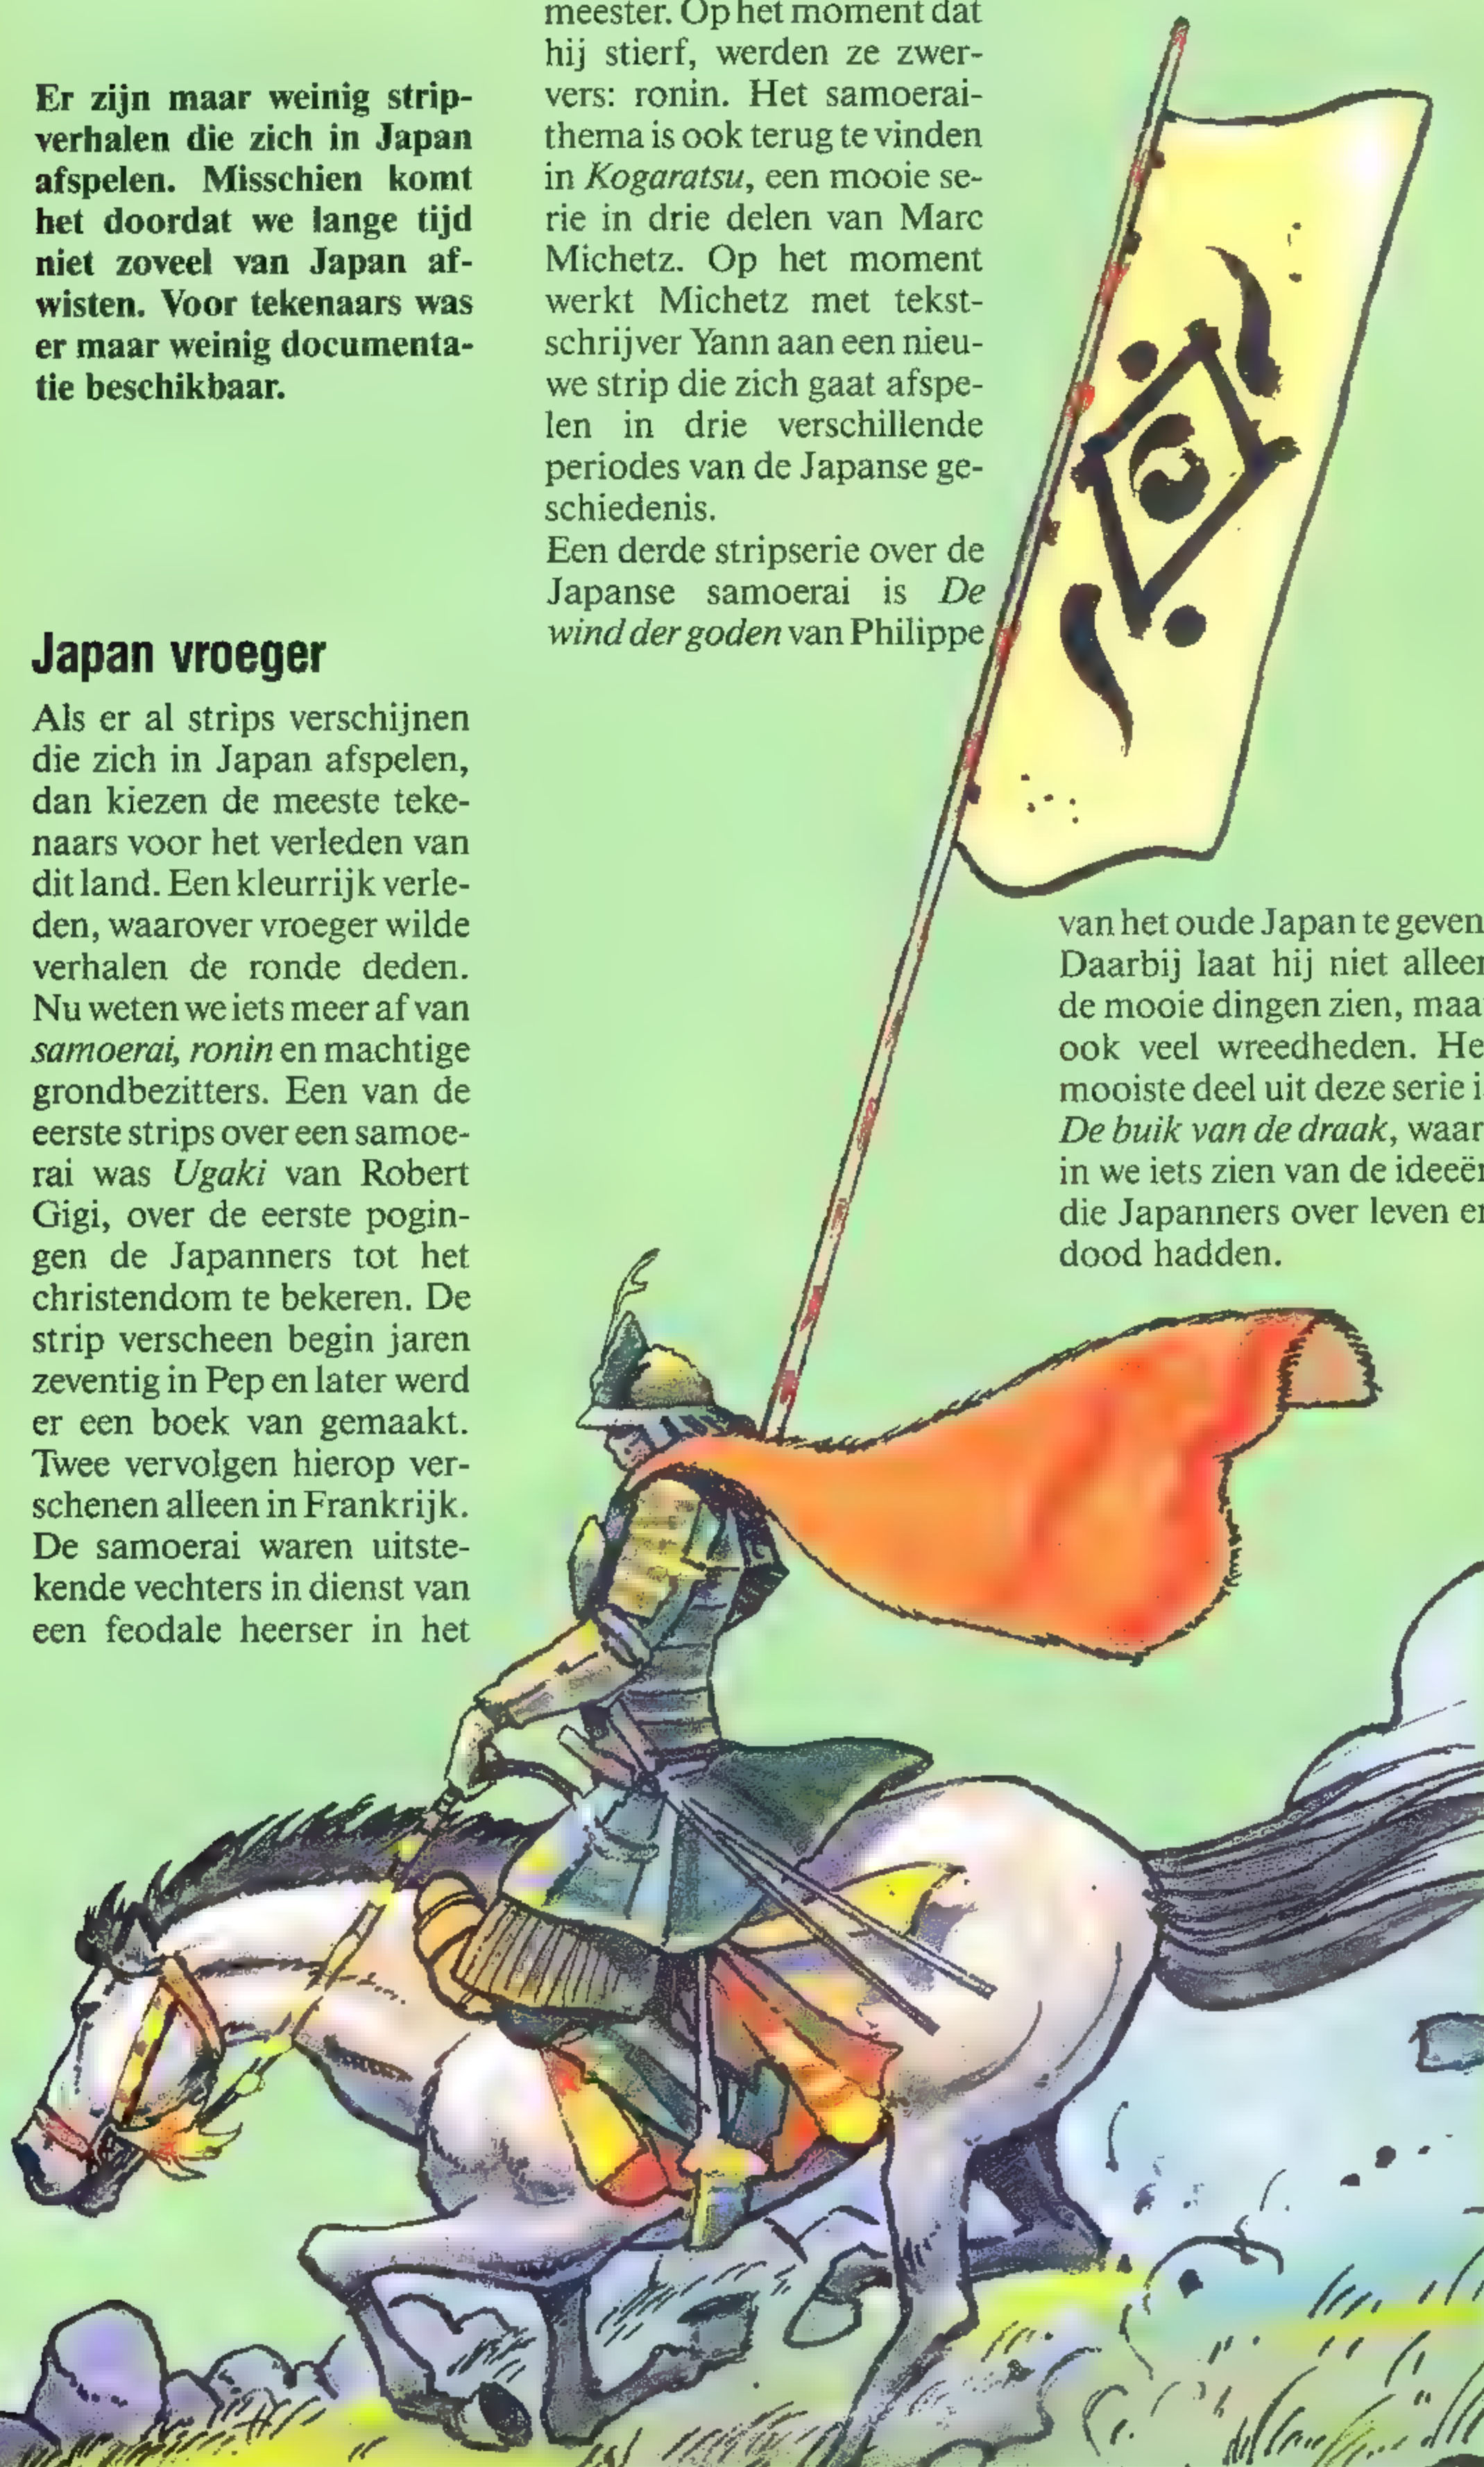 Er zijn maar weinig strip-
verhalen die zich in Japan
afspelen. Misschien komt
het doordat we lange tijd
niet zoveel van Japan af-
wisten. Voor tekenaars was
er maar weinig documenta-
tie beschikbaar.
Japan vroeger
Als er al strips verschijnen
die zich in Japan afspelen,
dan kiezen de meeste teke-
naars voor het verleden van
dit land. Een kleurrijk verle-
den, waarover vroeger wilde
verhalen de ronde deden.
Nu weten we iets meer af van
samoerai, ronin en machtige
grondbezitters. Een van de
eerste strips over een samoe-
rai was Ugaki van Robert
Gigi, over de eerste pogin-
gen de Japanners tot het
christendom te bekeren. De
strip verscheen begin jaren
zeventig in Pep en later werd
er een boek van gemaakt.
Twee vervolgen hierop ver-
schenen alleen in Frankrijk.
De samoerai waren uitste-
kende vechters in dienst van
een feodale heerser in het
meester. Op het moment dat
hij stierf, werden ze zwer-
vers: ronin. Het samoerai-
thema is ook terug te vinden
in Kogaratsu, een mooie se-
rie in drie delen van Marc
Michetz. Op het moment
werkt Michetz met tekst-
schrijver Yann aan een nieu-
we strip die zich gaat afspe-
len in drie verschillende
periodes van de Japanse ge-
schiedenis.
Een derde stripserie over de
Japanse samoerai is De
wind der goden van Philippe
van het oude Japan te geven
Daarbij laat hij niet alleen
de mooie dingen zien, maa
ook veel wreedheden. He
mooiste deel uit deze serie i
De buik van de draak, waar
in we iets zien van de ideeën
die Japanners over leven en
dood hadden.